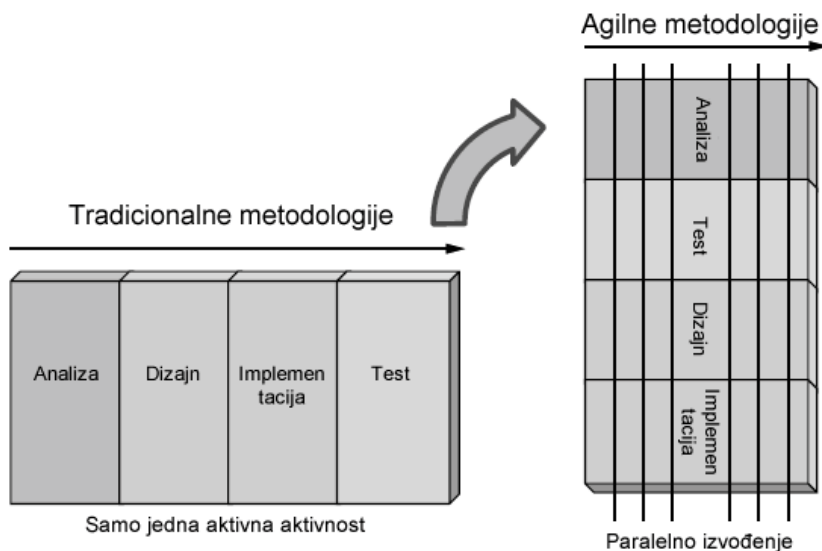 Agilne metodologije
Analiza
Test
Dizajn
Implemen
tacija
Paralelno izvođenje
Tradicionalne metodologije
Analiza
Dizajn
Implemen
tacija
Test
Samo jedna aktivna aktivnost